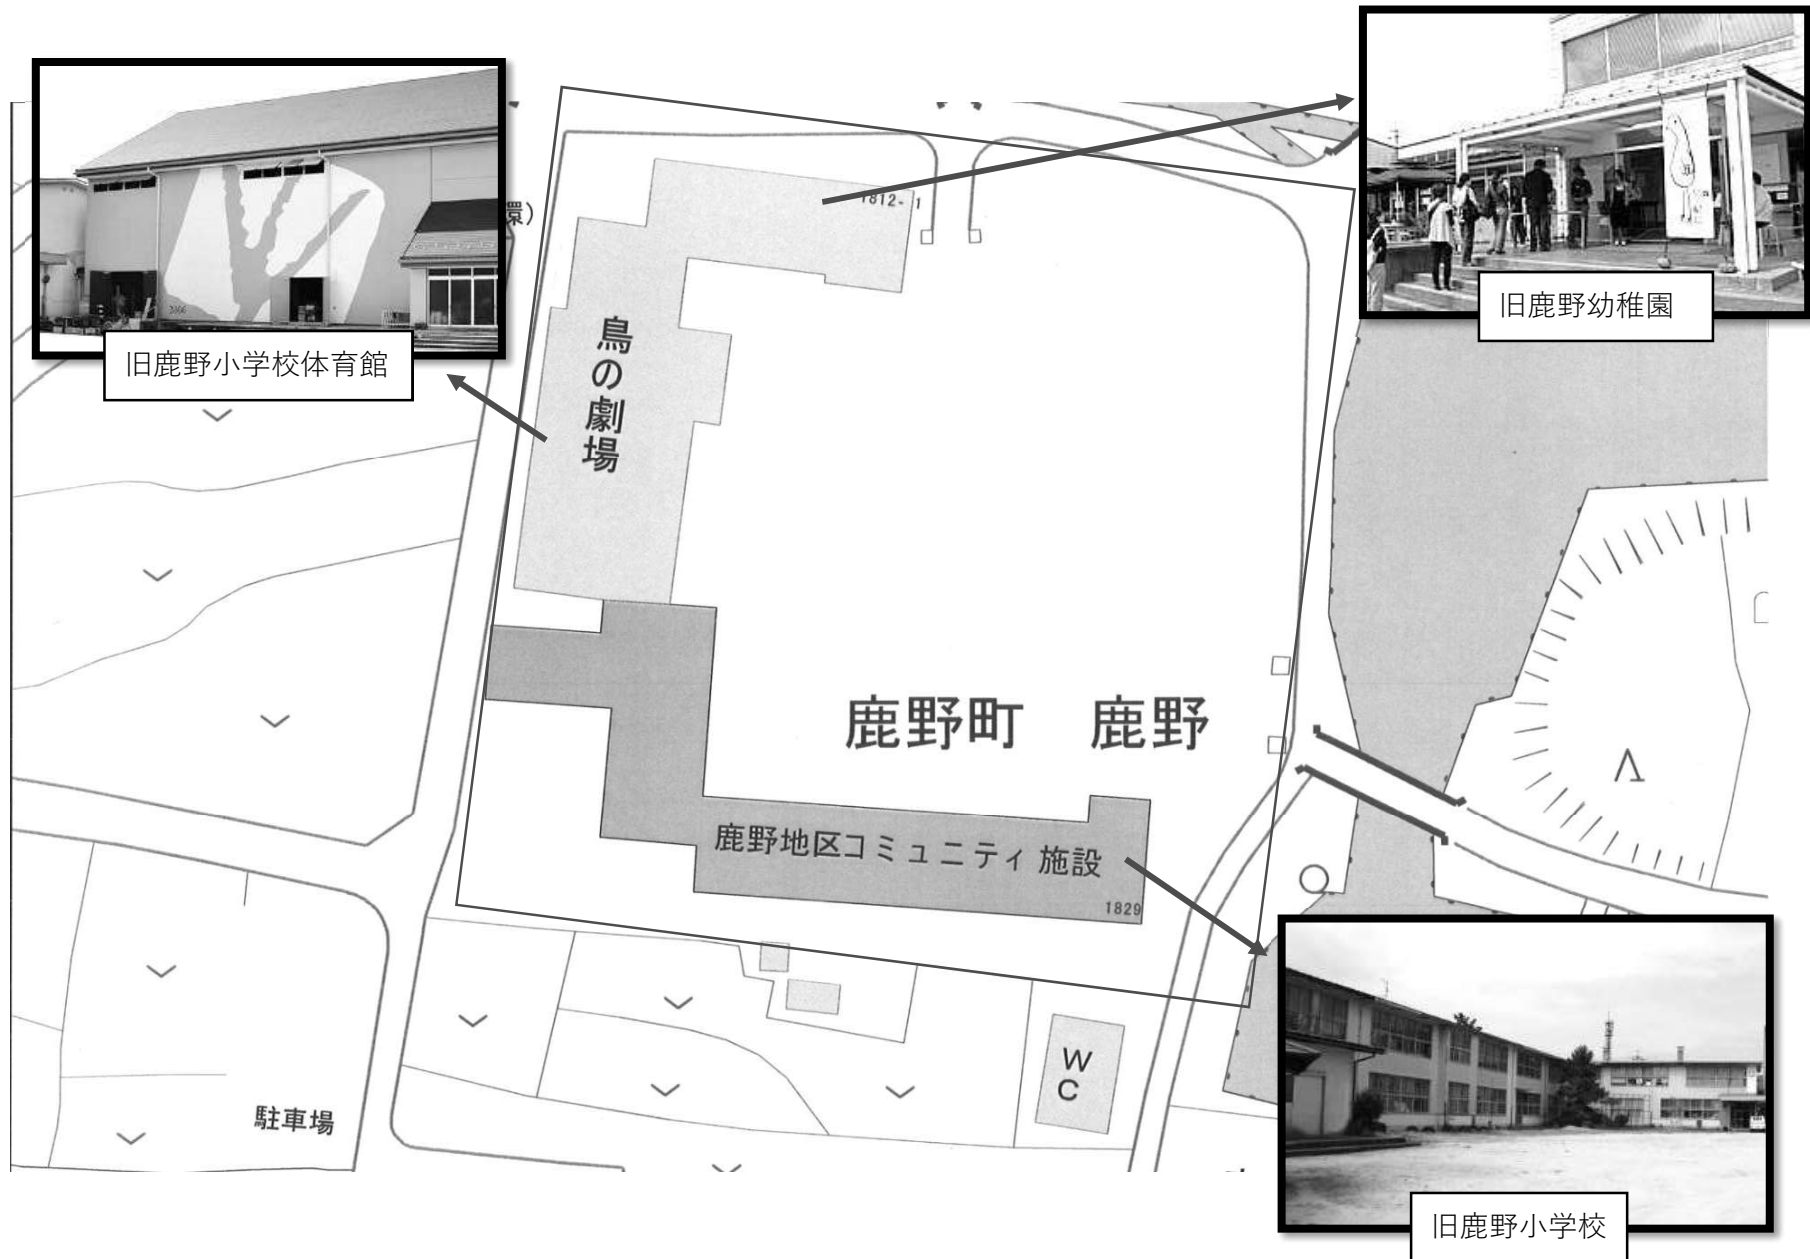 環)
旧鹿野小学校体育館
1812-1
旧鹿野幼稚園
鳥の劇場
鹿野町 鹿野
鹿野地区コミュニティ施設
1829
WC
駐車場
旧鹿野小学校